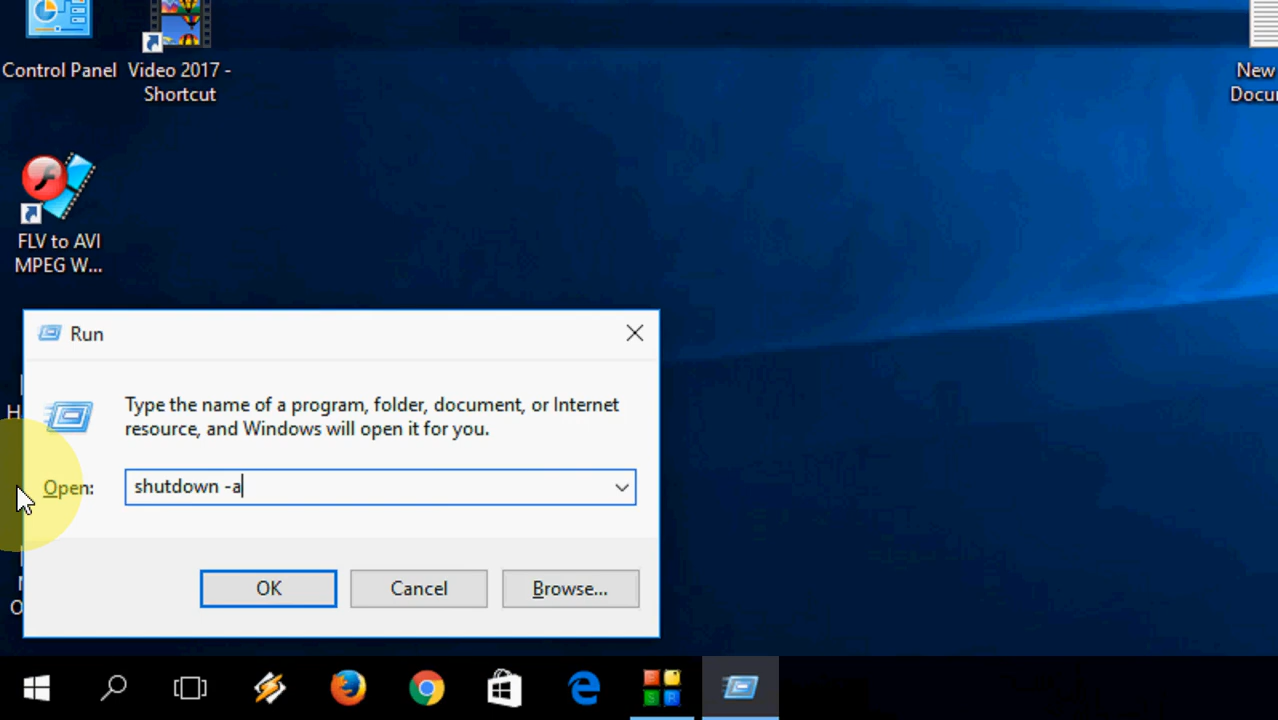 Control Panel
Video 2017 -
Shortcut
New
FLV to AVI
MPEG W...
Run
Type the name of a program, folder, document, or Internet
resource, and Windows will open it for you.
Open:
shutdown -a
OK
Cancel
Browse...